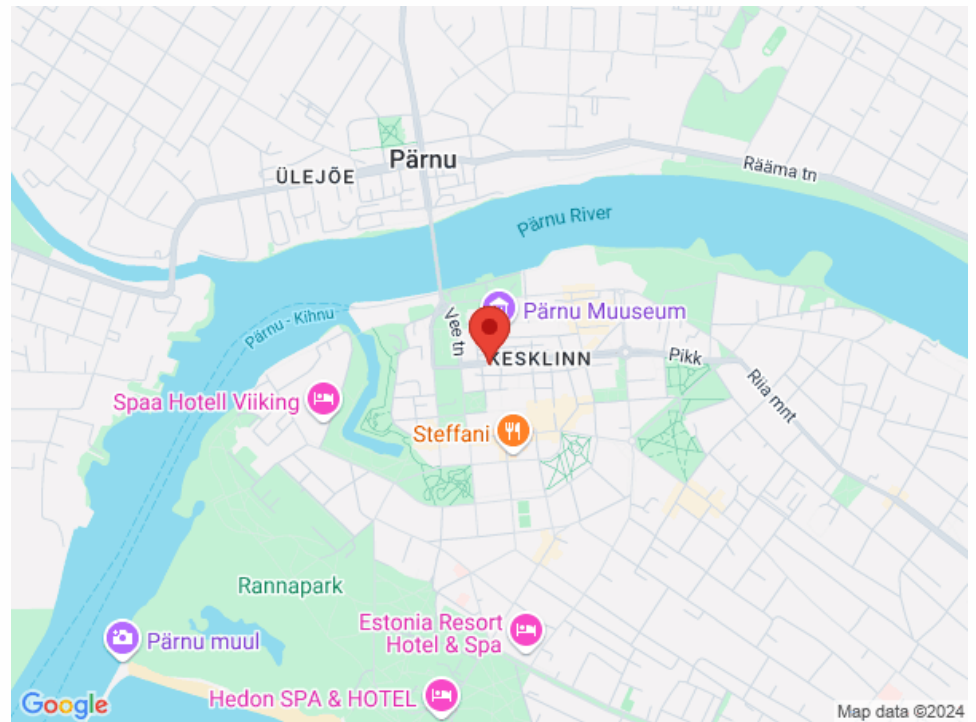 Pärnu
ÜLEJÕE
Rääma tn
Pärnu River
Pärnu - Kihnu
Vee tn
Pärnu Muuseum
KESKLINN
Pikk
Riia mnt
Spaa Hotell Viiking
Steffani
Rannapark
Estonia Resort
Hotel & Spa
Pärnu muul
Hedon SPA & HOTEL
Google
Map data ©2024